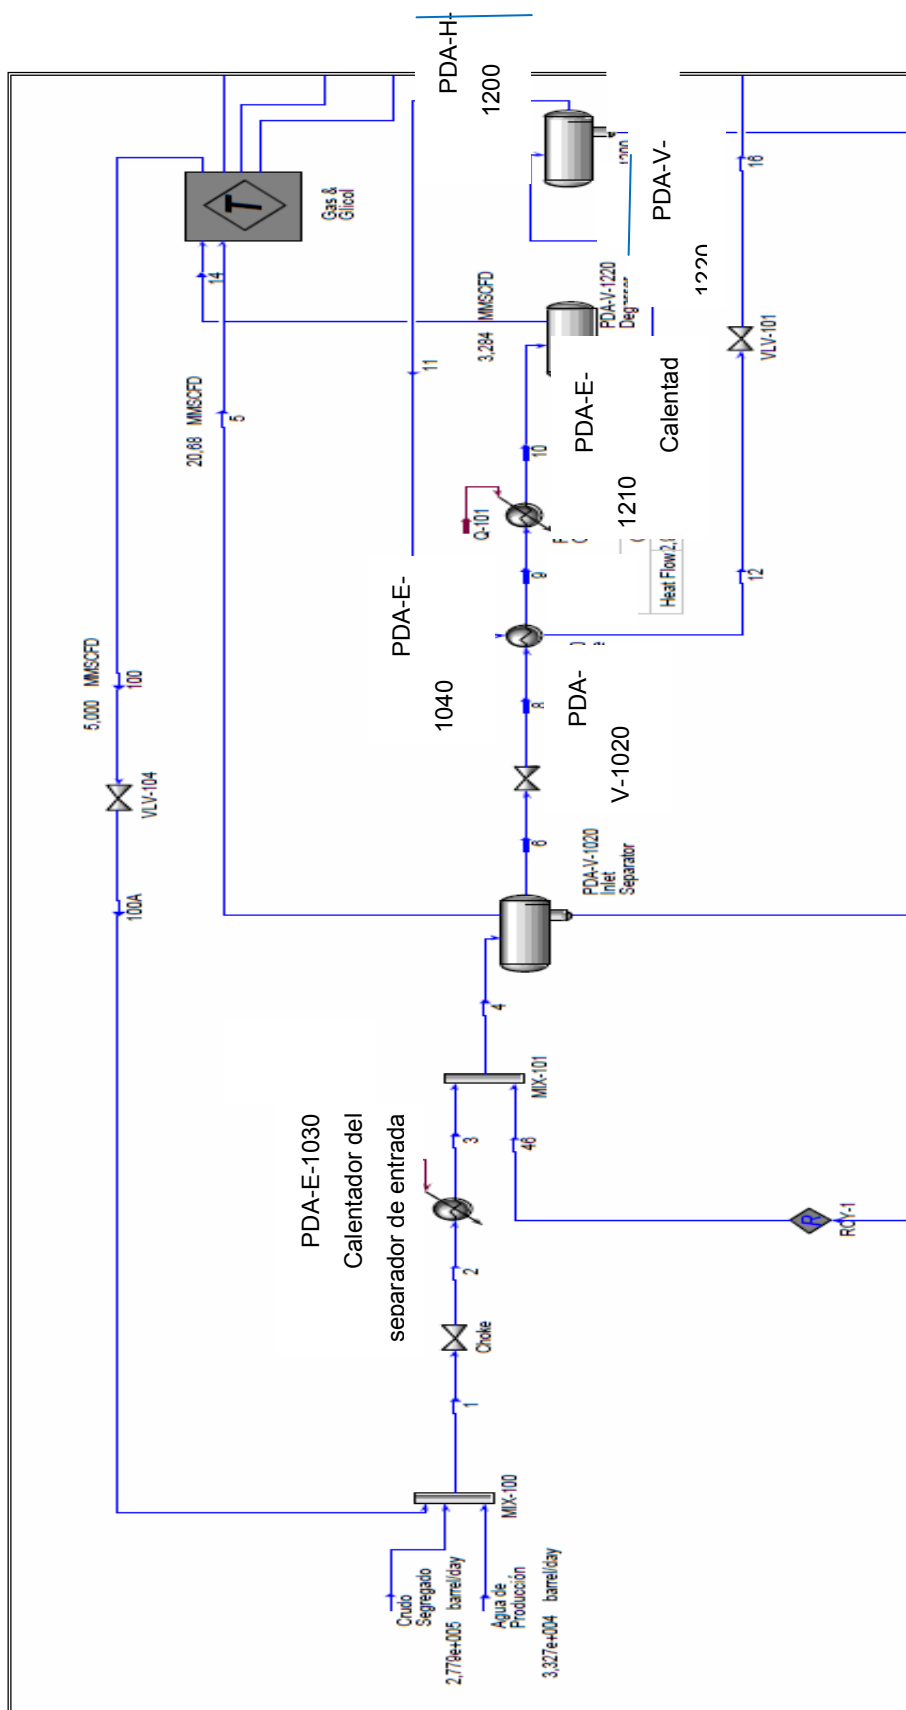 5,000 MMSCFD
100A
VLV-104
100
20,68 MMSCFD
5
14
Gas &
Glicol
PDA-E-1030
Calentador del
separador de entrada
PDA-E-
1040
11
3,284 MMSCFD
PDA-H-
1200
Crudo
Segregado
2,779e+005 barrel/day
Agua de
Producción
3,327e+004 barrel/day
MIX-100
1
Choke
2
3
46
MIX-101
4
PDA-V-1020
Inlet
Separator
6
PDA-
V-1020
8
9
Q-101
10
PDA-E-
1210
Calentad
PDA-V-1220
PDA-V-
1220
1200
Heat Flow
12
VLV-101
16
R
RCY-1
T